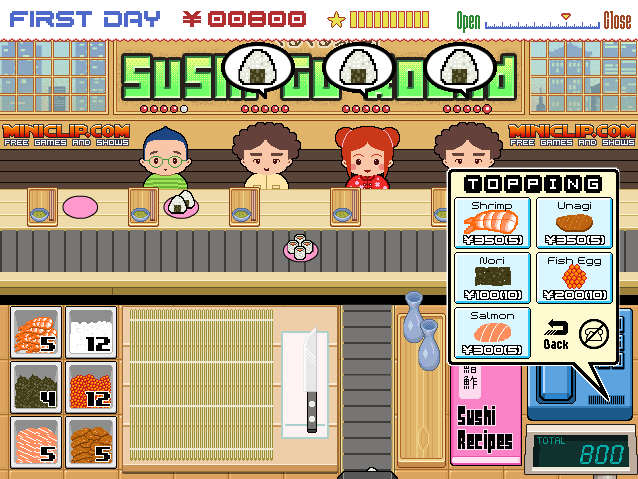 FIRST DAY ¥ 00800 Open Close
Sushi Go Round
MINICLIP.COM
FREE GAMES AND SHOWS
MINICLIP.COM
FREE GAMES AND SHOWS
TOPPING
Shrimp
¥350(5)
Unagi
¥350(5)
Nori
¥100(10)
Fish Egg
¥200(10)
Salmon
¥300(5)
Back
5
12
4
12
5
5
Sushi
Recipes
TOTAL
800